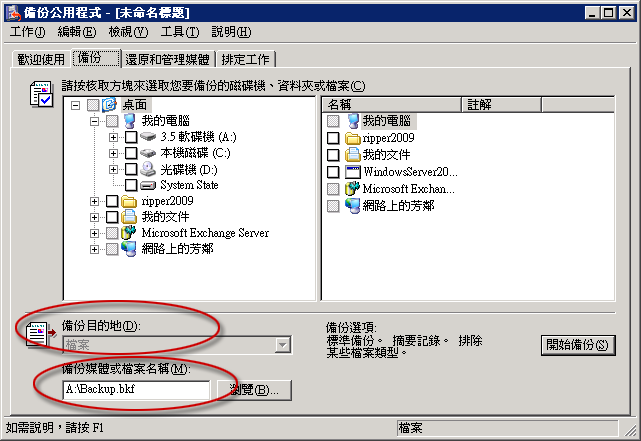 備份公用程式 - [未命名標題]
工作(J) 編輯(E) 檢視(V) 工具(T) 說明(H)
歡迎使用 備份 還原和管理媒體 排定工作
請按核取方塊來選取您要備份的磁碟機、資料夾或檔案(C)
桌面
我的電腦
3.5 軟碟機 (A:)
本機磁碟 (C:)
光碟機 (D:)
System State
ripper2009
我的文件
Microsoft Exchange Server
網路上的芳鄰
名稱 註解
我的電腦
ripper2009
我的文件
WindowsServer20...
Microsoft Exchan...
網路上的芳鄰
備份目的地(D):
檔案
備份媒體或檔案名稱(M):
A:\Backup.bkf
瀏覽(B)...
備份選項:
標準備份。 摘要記錄。 排除
某些檔案類型。
開始備份(S)
如需說明，請按 F1
檔案